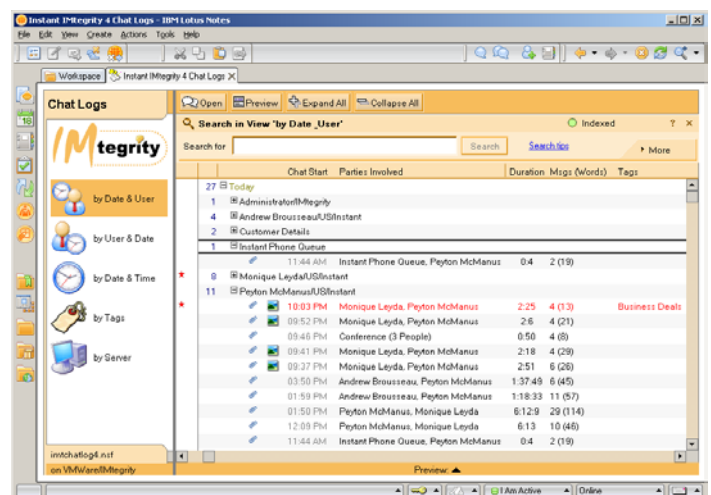 Instant IMtegrity 4 Chat Logs - IBM Lotus Notes
File Edit View Create Actions Tools Help
Workspace Instant IMtegrity 4 Chat Logs
Chat Logs
Open Preview Expand All Collapse All
Search in View 'by Date _User' Indexed ? ×
Search for Search Search tips More
IM tegrity
Chat Start Parties Involved Duration Msgs (Words) Tags
27 Today
1 Administrator/IMtegrity
by Date & User
4 Andrew Brousseau/US/Instant
2 Customer Details
by User & Date
1 Instant Phone Queue
11:44 AM Instant Phone Queue, Peyton McManus 0:4 2 (19)
by Date & Time
* 8 Monique Leyda/US/Instant
11 Peyton McManus/US/Instant
* 10:03 PM Monique Leyda, Peyton McManus 2:25 4 (13) Business Deals
by Tags
09:52 PM Monique Leyda, Peyton McManus 2:6 4 (21)
09:46 PM Conference (3 People) 0:50 4 (8)
by Server
09:41 PM Monique Leyda, Peyton McManus 2:18 4 (29)
09:37 PM Monique Leyda, Peyton McManus 2:51 6 (26)
03:50 PM Andrew Brousseau, Peyton McManus 1:37:49 6 (45)
01:59 PM Andrew Brousseau, Peyton McManus 1:18:33 11 (57)
01:50 PM Peyton McManus, Monique Leyda 6:12:9 29 (114)
12:09 PM Peyton McManus, Monique Leyda 6:13 10 (46)
11:44 AM Instant Phone Queue, Peyton McManus 0:4 2 (19)
imtchatlog4.nsf
on VMWare/IMtegrity
Preview:
I Am Active Online